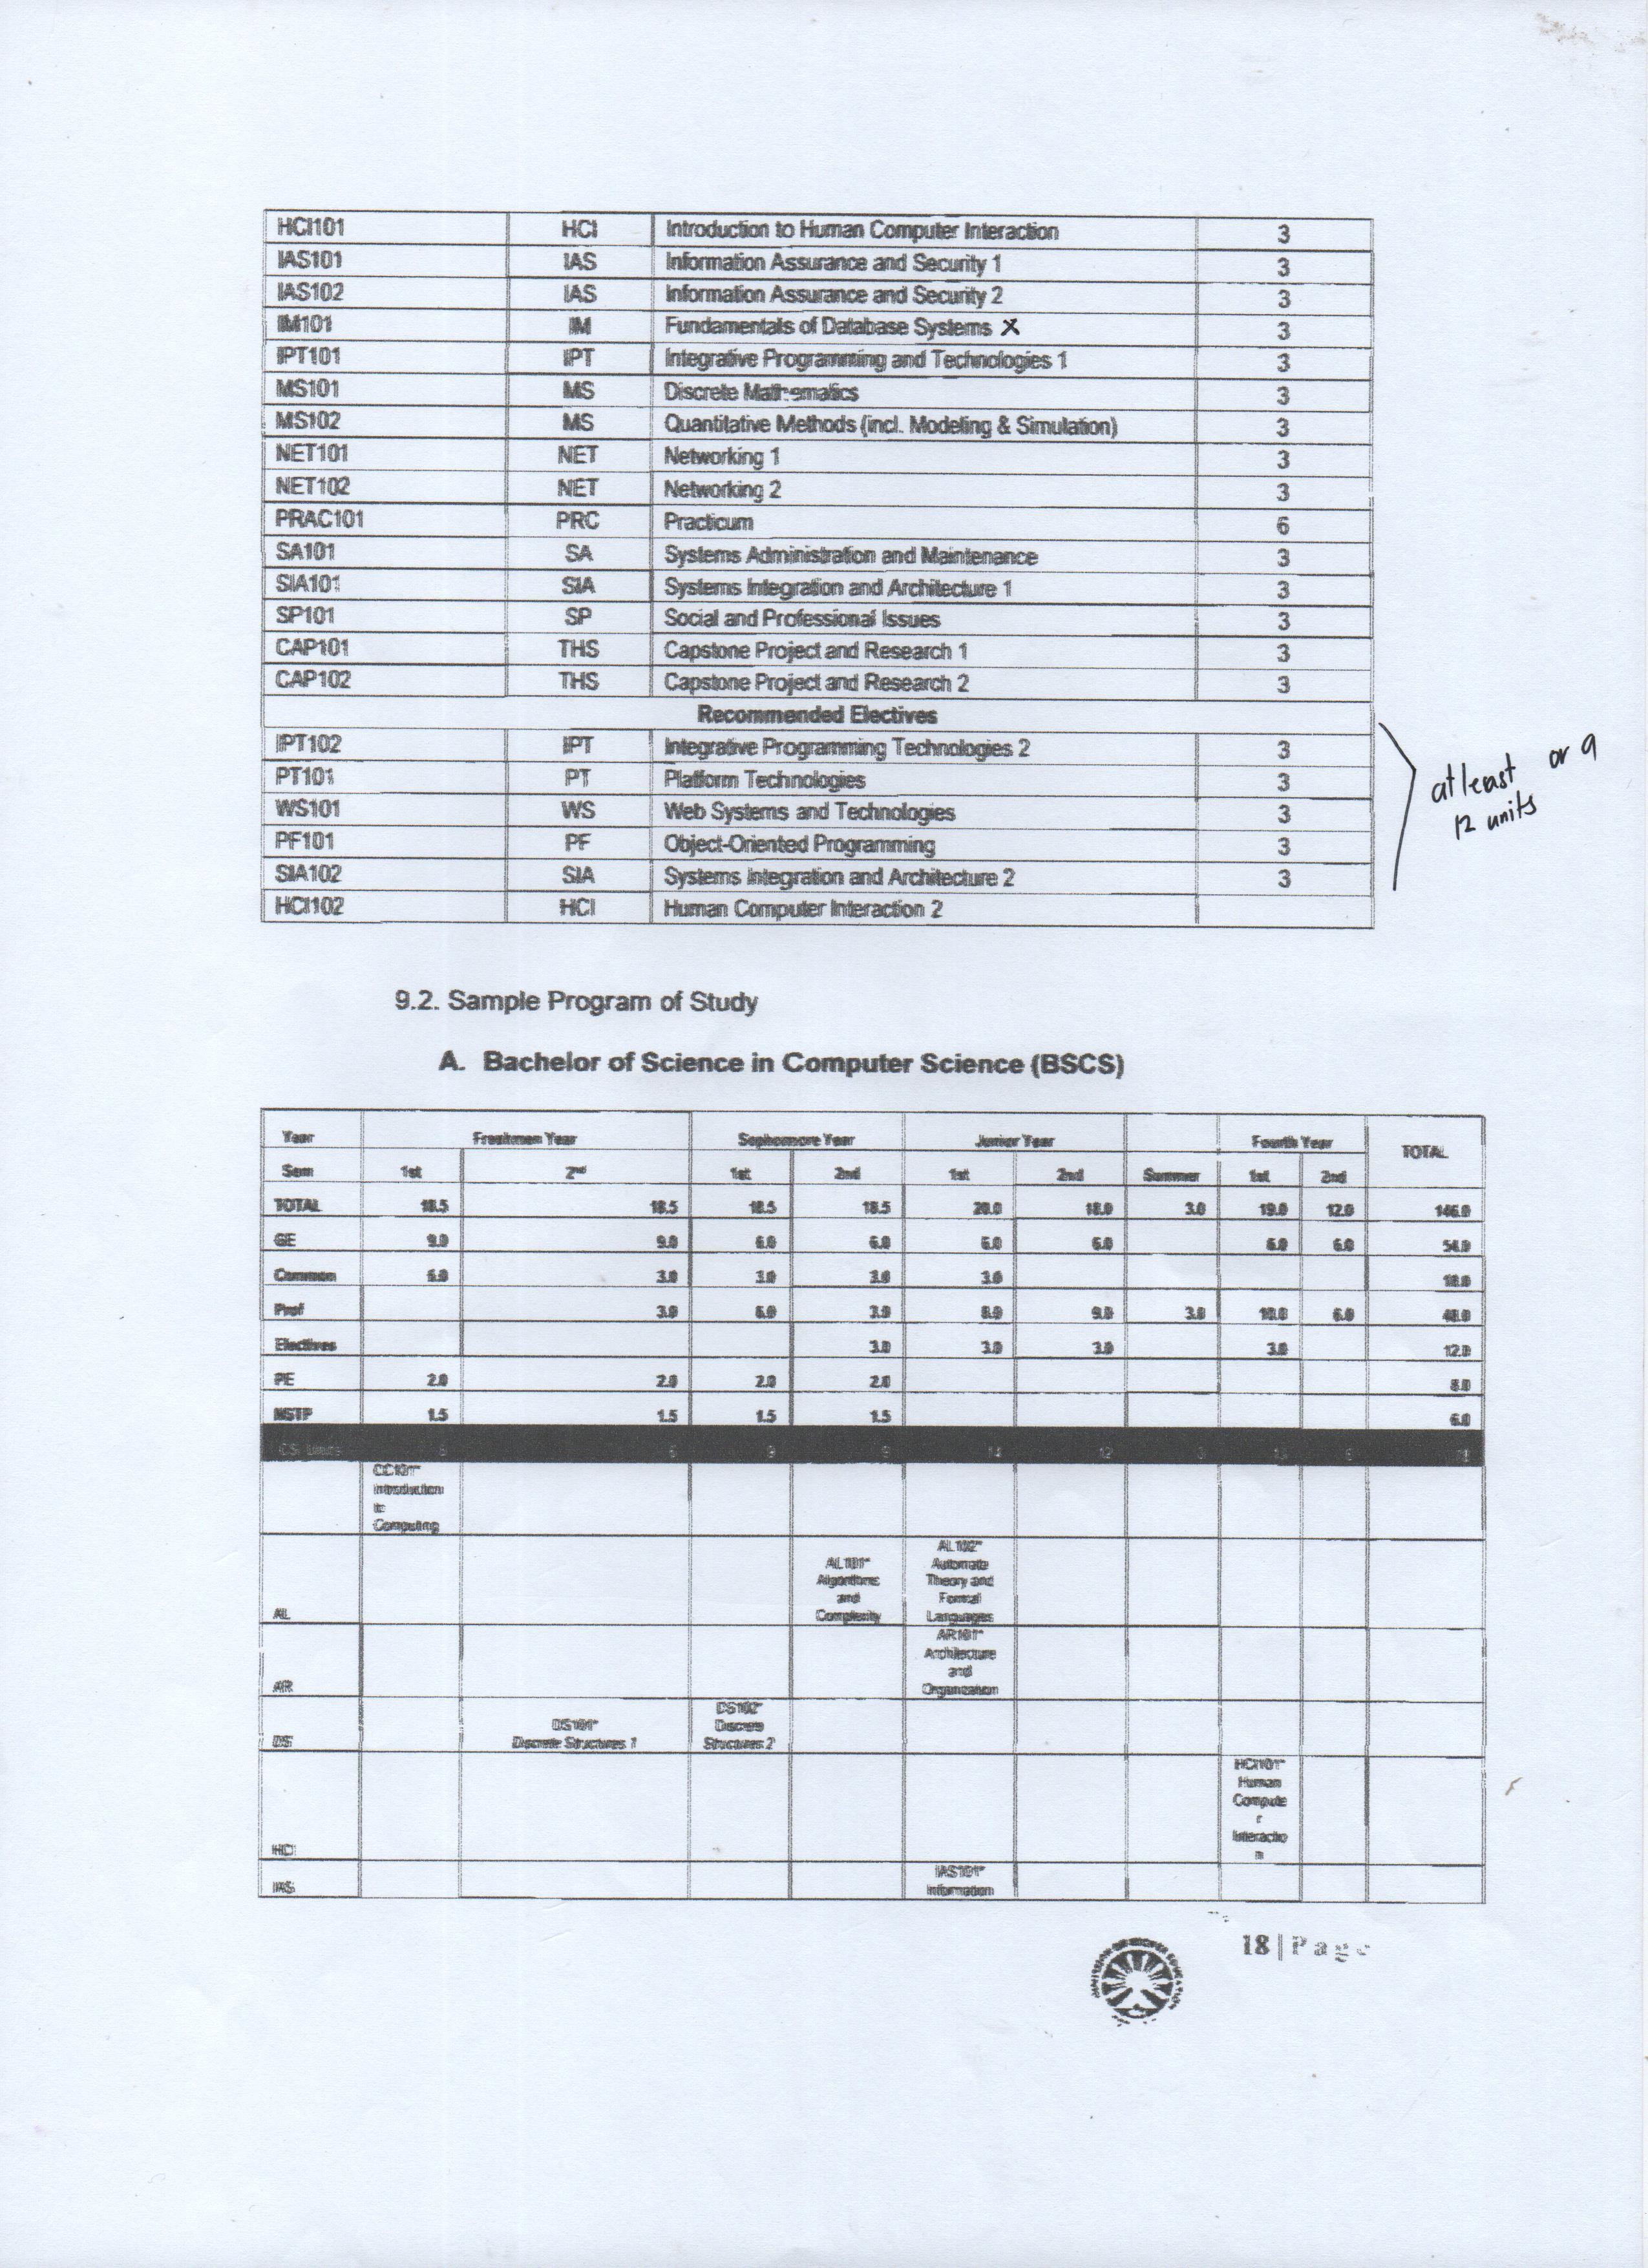 HCI101 HCI Introduction to Human Computer Interaction 3
IAS101 IAS Information Assurance and Security 1 3
IAS102 IAS Information Assurance and Security 2 3
IM101 IM Fundamentals of Database Systems X 3
IPT101 IPT Integrative Programming and Technologies 1 3
MS101 MS Discrete Mathematics 3
MS102 MS Quantitative Methods (incl. Modeling & Simulation) 3
NET101 NET Networking 1 3
NET102 NET Networking 2 3
PRAC101 PRC Practicum 6
SA101 SA Systems Administration and Maintenance 3
SIA101 SIA Systems Integration and Architecture 1 3
SP101 SP Social and Professional Issues 3
CAP101 THS Capstone Project and Research 1 3
CAP102 THS Capstone Project and Research 2 3
Recommended Electives
IPT102 IPT Integrative Programming Technologies 2 3
PT101 PT Platform Technologies 3
WS101 WS Web Systems and Technologies 3
PF101 PF Object-Oriented Programming 3
SIA102 SIA Systems Integration and Architecture 2 3
HCI102 HCI Human Computer Interaction 2
at least or 9
12 units
9.2. Sample Program of Study
A. Bachelor of Science in Computer Science (BSCS)
Year Freshmen Year Sophomore Year Junior Year Fourth Year TOTAL
Sem 1st 2nd 1st 2nd 1st 2nd Summer 1st 2nd
TOTAL 18.5 18.5 18.5 18.5 20.0 18.0 3.0 19.0 12.0 146.0
GE 9.0 9.0 6.0 6.0 6.0 6.0 6.0 6.0 54.0
Common 6.0 3.0 3.0 3.0 3.0 18.0
Prof 3.0 6.0 3.0 8.0 9.0 3.0 10.0 6.0 48.0
Electives 3.0 3.0 3.0 3.0 12.0
PE 2.0 2.0 2.0 2.0 8.0
NSTP 1.5 1.5 1.5 1.5 6.0
CS Units 6 9 9 14 12 3 6
CC101*
Introduction
to
Computing
AL
AL101*
Algorithms
and
Complexity
AL102*
Automata
Theory and
Formal
Languages
AR
AR101*
Architecture
and
Organization
DS
DS101*
Discrete Structures 1
DS102*
Discrete
Structures 2
HCI
HCI101*
Human
Compute
r
Interactio
n
IAS
IAS101*
Information
18 | Page